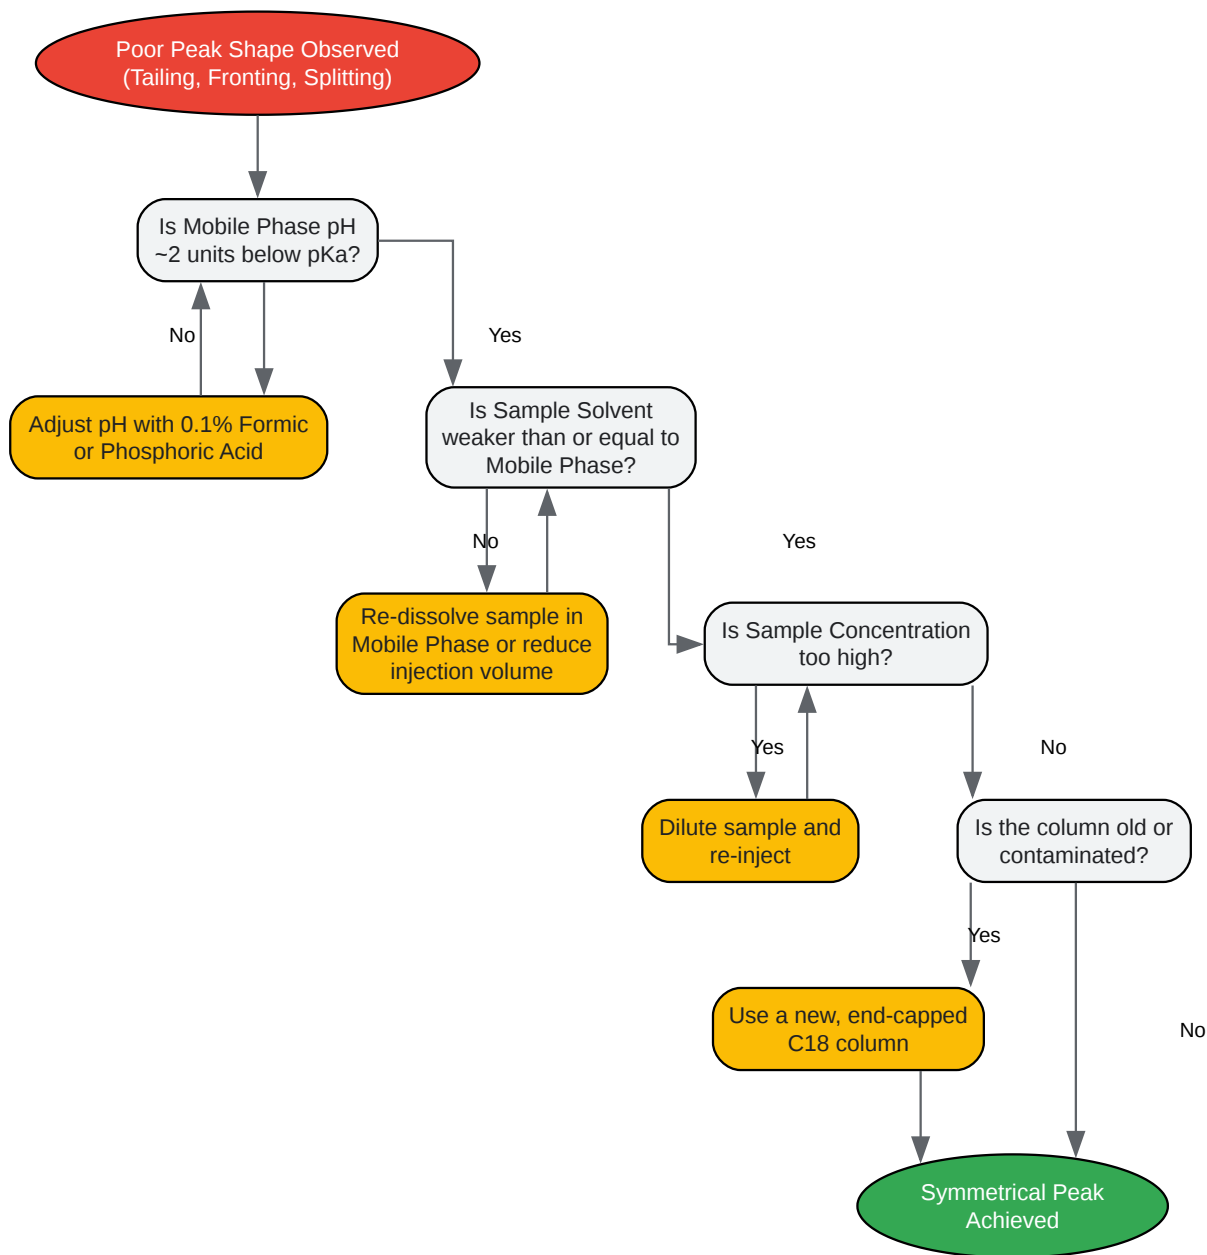 Poor Peak Shape Observed
(Tailing, Fronting, Splitting)
Is Mobile Phase pH
~2 units below pKa?
No
Yes
Adjust pH with 0.1% Formic
or Phosphoric Acid
Is Sample Solvent
weaker than or equal to
Mobile Phase?
No
Yes
Re-dissolve sample in
Mobile Phase or reduce
injection volume
Is Sample Concentration
too high?
Yes
No
Dilute sample and
re-inject
Is the column old or
contaminated?
Yes
Use a new, end-capped
C18 column
No
Symmetrical Peak
Achieved